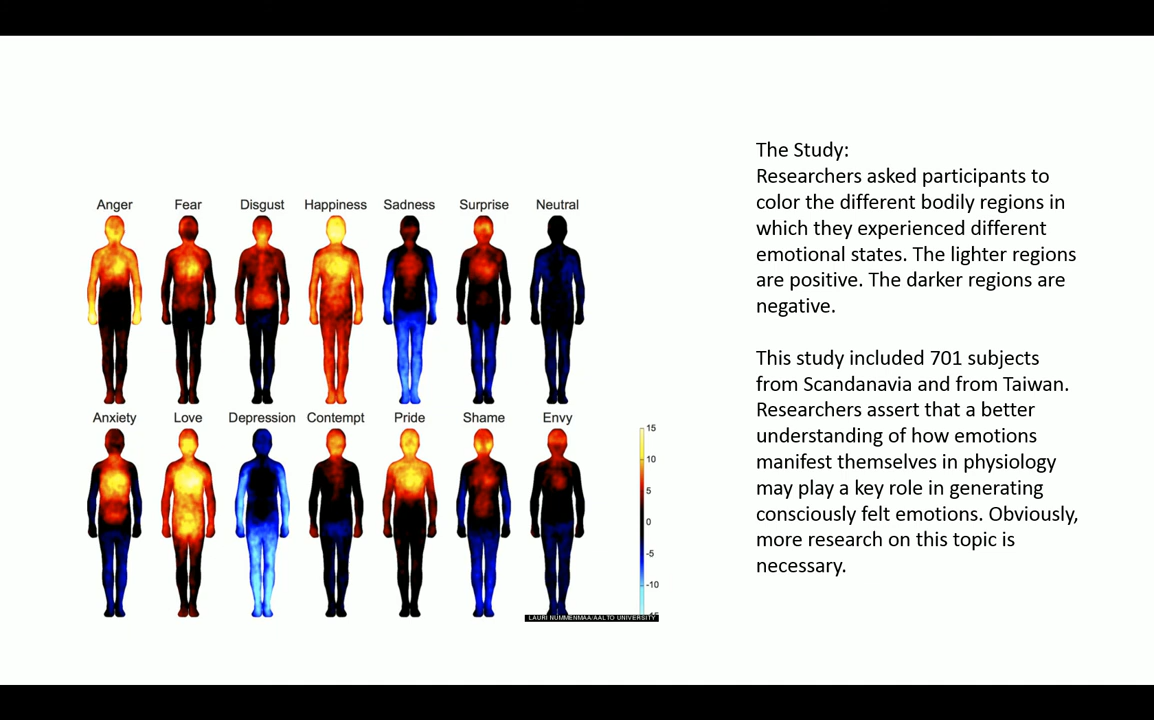 The Study:
Researchers asked participants to
color the different bodily regions in
which they experienced different
emotional states. The lighter regions
are positive. The darker regions are
negative.
This study included 701 subjects
from Scandanavia and from Taiwan.
Researchers assert that a better
understanding of how emotions
manifest themselves in physiology
may play a key role in generating
consciously felt emotions. Obviously,
more research on this topic is
necessary.
Anger Fear Disgust Happiness Sadness Surprise Neutral
Anxiety Love Depression Contempt Pride Shame Envy
15
10
5
0
-5
-10
LAURI NUMMENMAA/AALTO UNIVERSITY